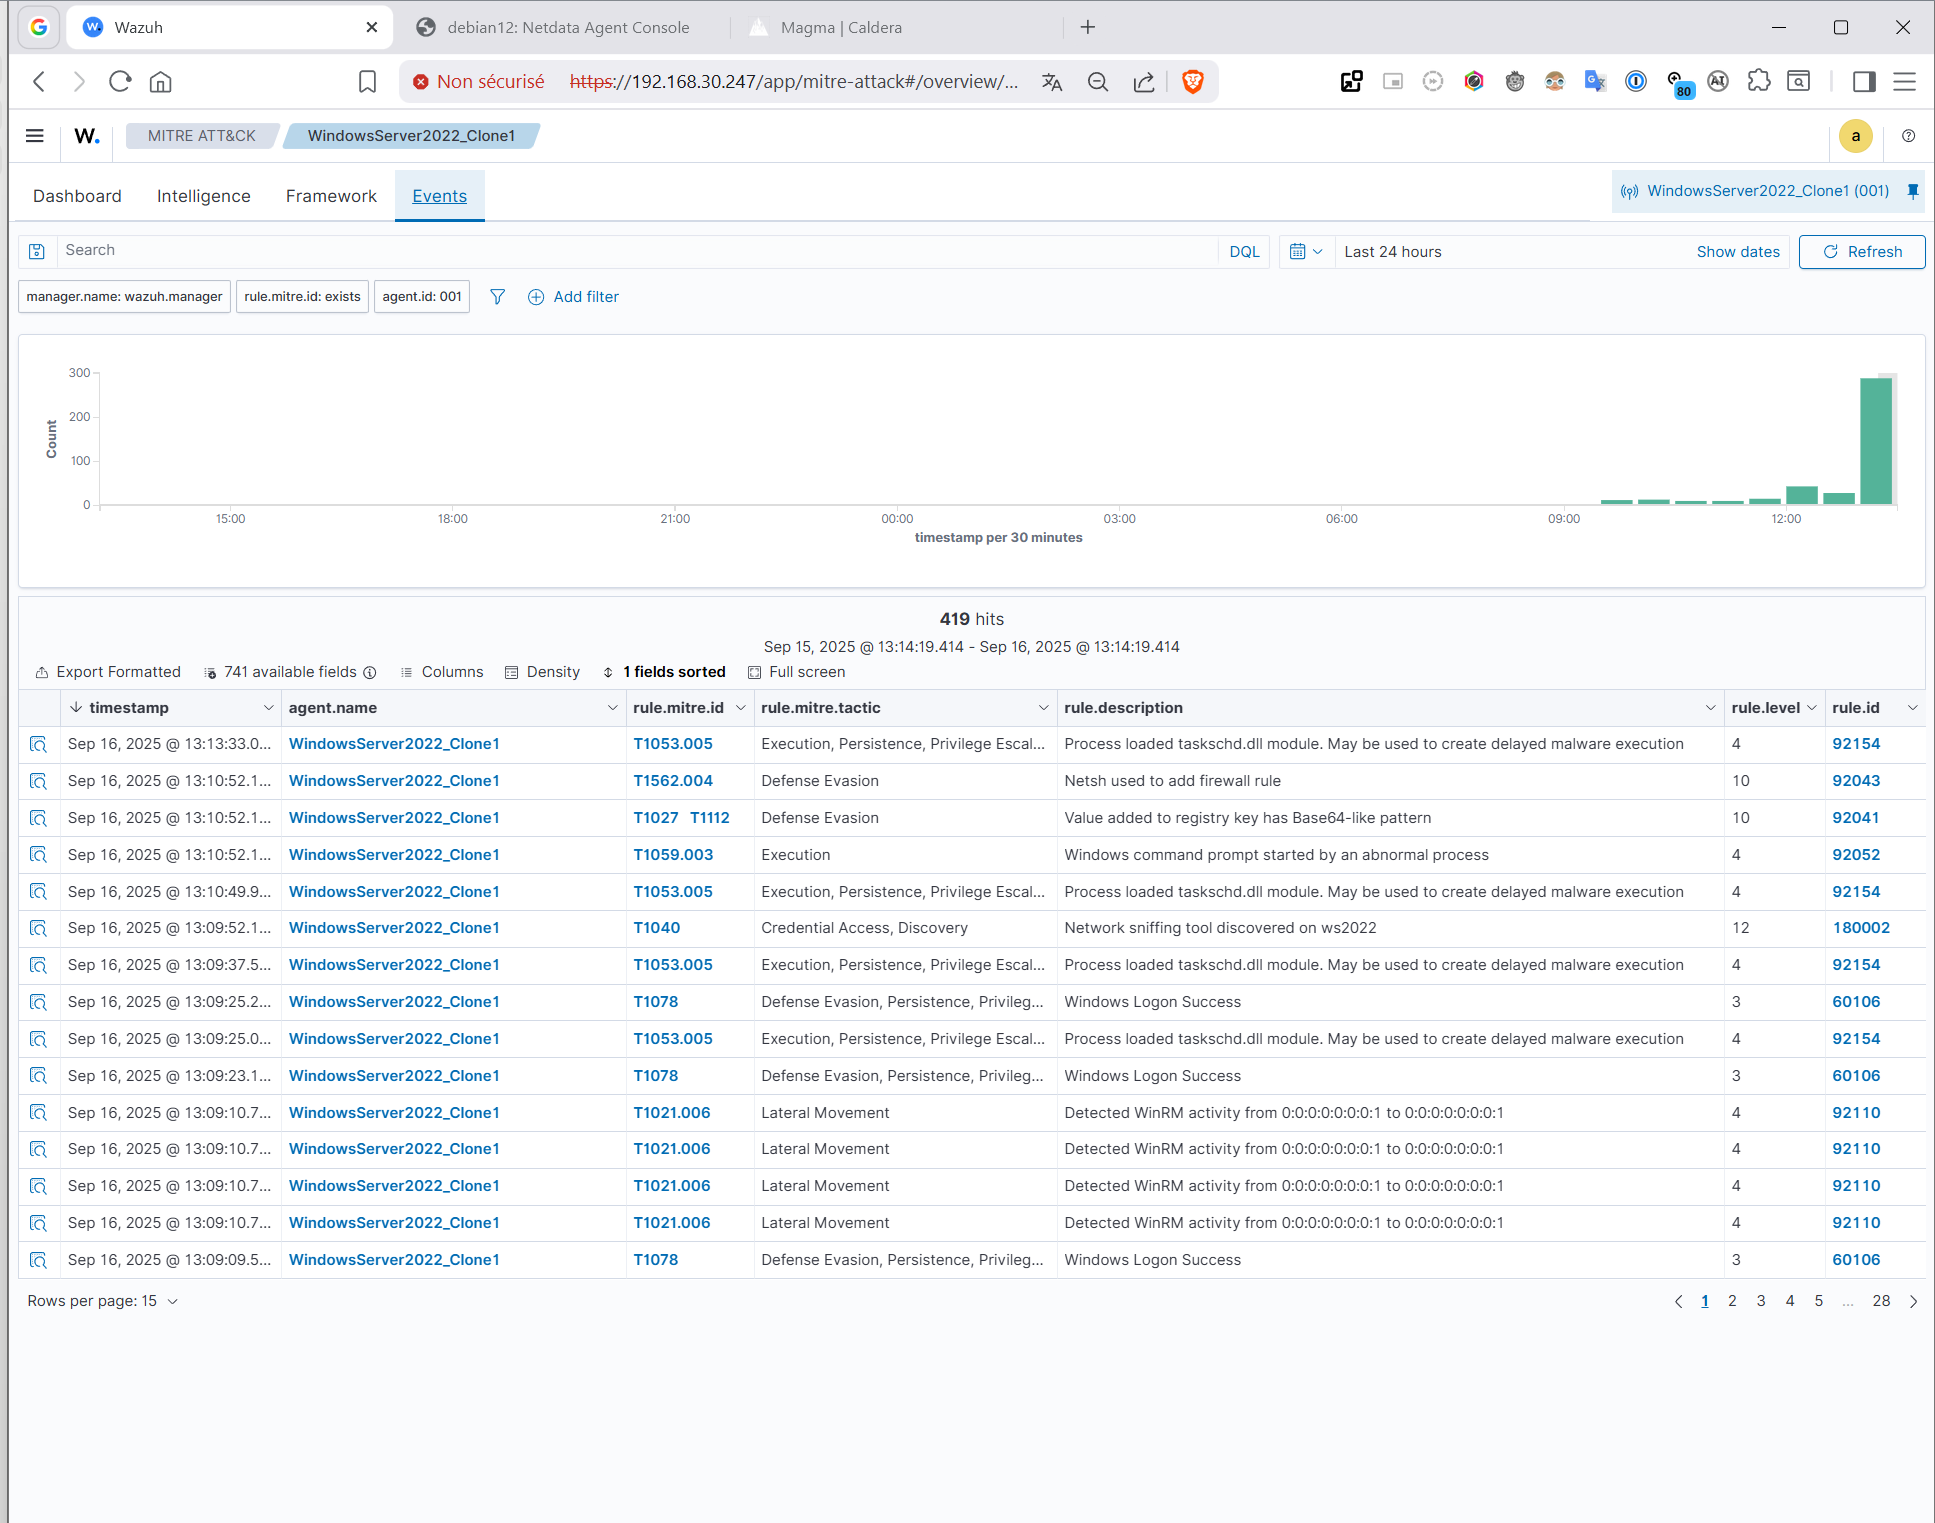 Wazuh
debian12: Netdata Agent Console
Magma | Caldera
Non sécurisé https://192.168.30.247/app/mitre-attack#/overview/...
80
W. MITRE ATT&CK WindowsServer2022_Clone1 a
Dashboard Intelligence Framework Events
WindowsServer2022_Clone1 (001)
Search DQL Last 24 hours Show dates Refresh
manager.name: wazuh.manager rule.mitre.id: exists agent.id: 001 Add filter
300
200
100
0
Count
15:00 18:00 21:00 00:00 03:00 06:00 09:00 12:00
timestamp per 30 minutes
419 hits
Sep 15, 2025 @ 13:14:19.414 - Sep 16, 2025 @ 13:14:19.414
Export Formatted 741 available fields Columns Density 1 fields sorted Full screen
timestamp agent.name rule.mitre.id rule.mitre.tactic rule.description rule.level rule.id
Sep 16, 2025 @ 13:13:33.0... WindowsServer2022_Clone1 T1053.005 Execution, Persistence, Privilege Escal... Process loaded taskschd.dll module. May be used to create delayed malware execution 4 92154
Sep 16, 2025 @ 13:10:52.1... WindowsServer2022_Clone1 T1562.004 Defense Evasion Netsh used to add firewall rule 10 92043
Sep 16, 2025 @ 13:10:52.1... WindowsServer2022_Clone1 T1027 T1112 Defense Evasion Value added to registry key has Base64-like pattern 10 92041
Sep 16, 2025 @ 13:10:52.1... WindowsServer2022_Clone1 T1059.003 Execution Windows command prompt started by an abnormal process 4 92052
Sep 16, 2025 @ 13:10:49.9... WindowsServer2022_Clone1 T1053.005 Execution, Persistence, Privilege Escal... Process loaded taskschd.dll module. May be used to create delayed malware execution 4 92154
Sep 16, 2025 @ 13:09:52.1... WindowsServer2022_Clone1 T1040 Credential Access, Discovery Network sniffing tool discovered on ws2022 12 180002
Sep 16, 2025 @ 13:09:37.5... WindowsServer2022_Clone1 T1053.005 Execution, Persistence, Privilege Escal... Process loaded taskschd.dll module. May be used to create delayed malware execution 4 92154
Sep 16, 2025 @ 13:09:25.2... WindowsServer2022_Clone1 T1078 Defense Evasion, Persistence, Privileg... Windows Logon Success 3 60106
Sep 16, 2025 @ 13:09:25.0... WindowsServer2022_Clone1 T1053.005 Execution, Persistence, Privilege Escal... Process loaded taskschd.dll module. May be used to create delayed malware execution 4 92154
Sep 16, 2025 @ 13:09:23.1... WindowsServer2022_Clone1 T1078 Defense Evasion, Persistence, Privileg... Windows Logon Success 3 60106
Sep 16, 2025 @ 13:09:10.7... WindowsServer2022_Clone1 T1021.006 Lateral Movement Detected WinRM activity from 0:0:0:0:0:0:0:1 to 0:0:0:0:0:0:0:1 4 92110
Sep 16, 2025 @ 13:09:10.7... WindowsServer2022_Clone1 T1021.006 Lateral Movement Detected WinRM activity from 0:0:0:0:0:0:0:1 to 0:0:0:0:0:0:0:1 4 92110
Sep 16, 2025 @ 13:09:10.7... WindowsServer2022_Clone1 T1021.006 Lateral Movement Detected WinRM activity from 0:0:0:0:0:0:0:1 to 0:0:0:0:0:0:0:1 4 92110
Sep 16, 2025 @ 13:09:10.7... WindowsServer2022_Clone1 T1021.006 Lateral Movement Detected WinRM activity from 0:0:0:0:0:0:0:1 to 0:0:0:0:0:0:0:1 4 92110
Sep 16, 2025 @ 13:09:09.5... WindowsServer2022_Clone1 T1078 Defense Evasion, Persistence, Privileg... Windows Logon Success 3 60106
Rows per page: 15 1 2 3 4 5 ... 28